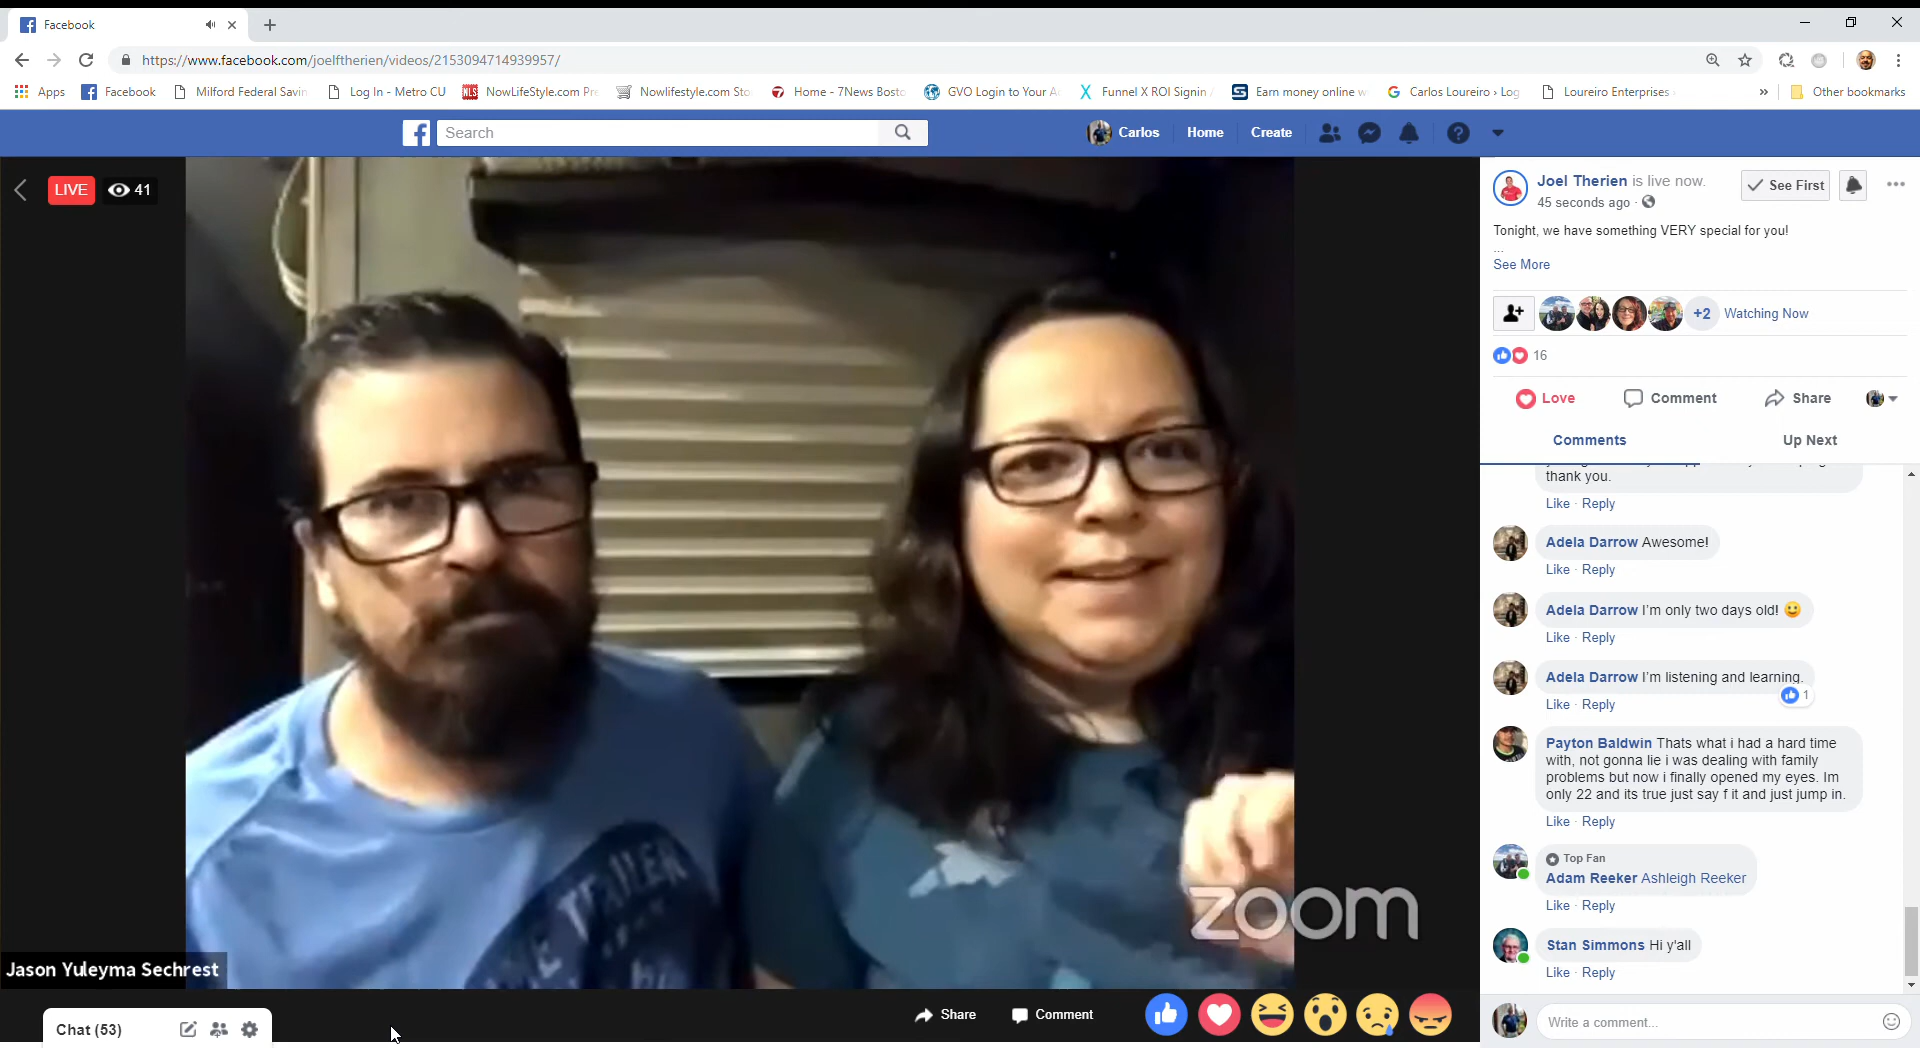 Facebook
https://www.facebook.com/joelftherien/videos/2153094714939957/
Apps Facebook Milford Federal Savin Log In - Metro CU NowLifeStyle.com Pre Nowlifestyle.com Sto 7 Home - 7News Bosto GVO Login to Your A Funnel X ROI Signin Earn money online w Carlos Loureiro › Log Loureiro Enterprises » Other bookmarks
Search
Carlos Home Create
LIVE 41
Joel Therien is live now.
See First
45 seconds ago ·
Tonight, we have something VERY special for you!
...
See More
+2 Watching Now
16
Love Comment Share
Comments Up Next
thank you.
Like · Reply
Adela Darrow Awesome!
Like · Reply
Adela Darrow I'm only two days old!
Like · Reply
Adela Darrow I'm listening and learning.
1
Like · Reply
Payton Baldwin Thats what i had a hard time
with, not gonna lie i was dealing with family
problems but now i finally opened my eyes. Im
only 22 and its true just say f it and just jump in.
Like · Reply
Top Fan
Adam Reeker Ashleigh Reeker
Like · Reply
Stan Simmons Hi y'all
Like · Reply
Write a comment...
zoom
Jason Yuleyma Sechrest
Share Comment
Chat (53)